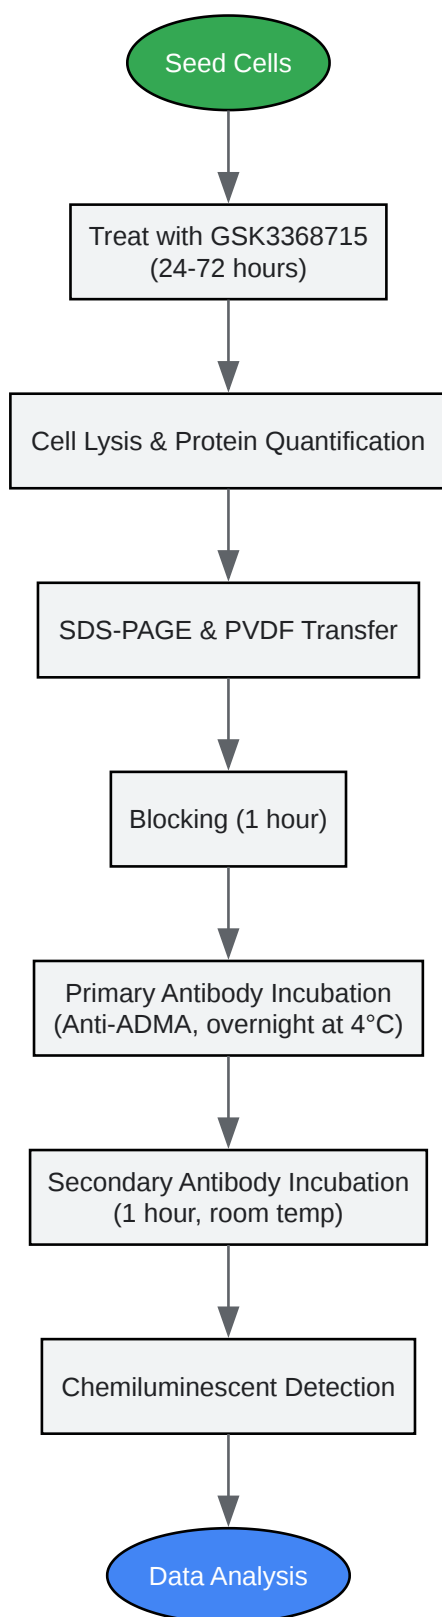 Seed Cells
Treat with GSK3368715
(24-72 hours)
Cell Lysis & Protein Quantification
SDS-PAGE & PVDF Transfer
Blocking (1 hour)
Primary Antibody Incubation
(Anti-ADMA, overnight at 4°C)
Secondary Antibody Incubation
(1 hour, room temp)
Chemiluminescent Detection
Data Analysis